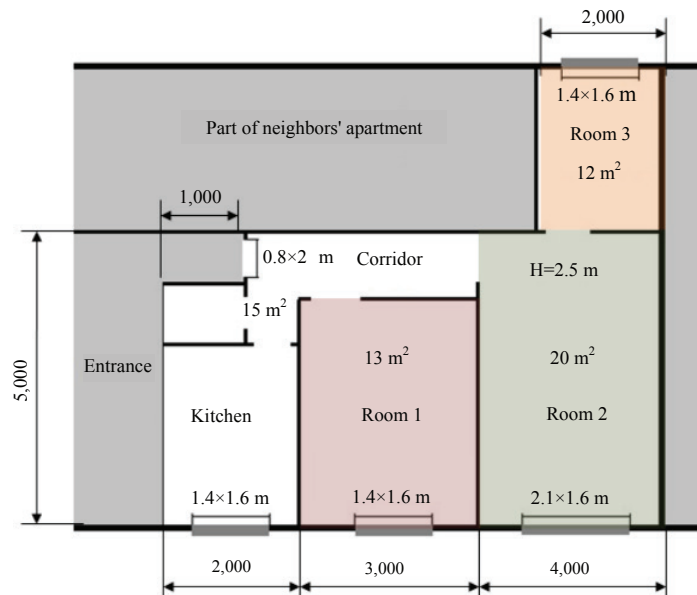 2,000
1.4×1.6 m
Part of neighbors' apartment
Room 3
12 m²
1,000
0.8×2 m
Corridor
H=2.5 m
15 m²
5,000
Entrance
13 m²
20 m²
Kitchen
Room 1
Room 2
1.4×1.6 m
1.4×1.6 m
2.1×1.6 m
2,000
3,000
4,000